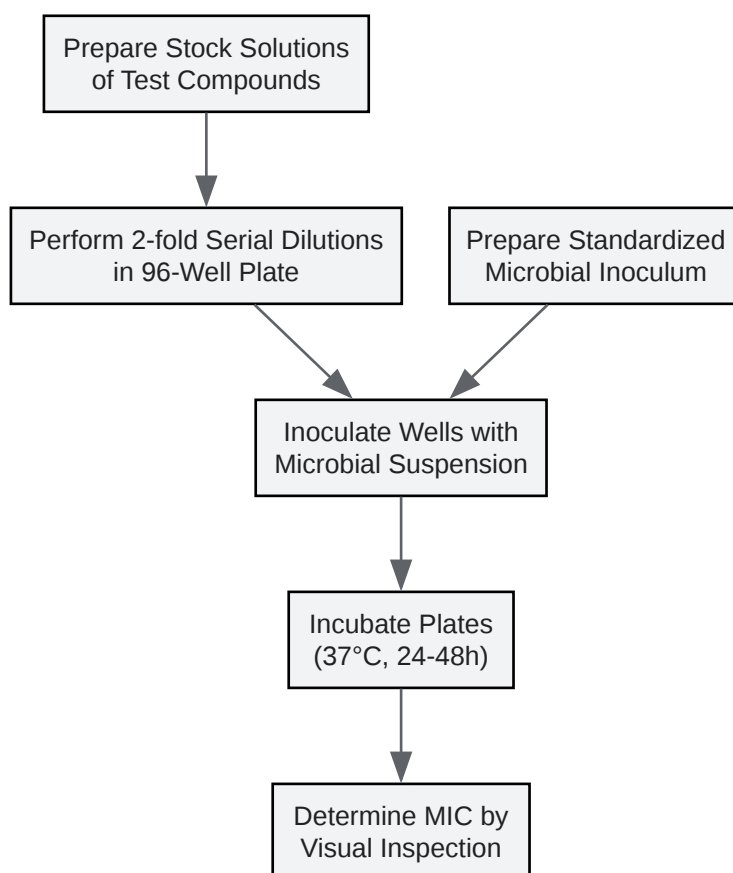 Prepare Stock Solutions
of Test Compounds
Perform 2-fold Serial Dilutions
in 96-Well Plate
Prepare Standardized
Microbial Inoculum
Inoculate Wells with
Microbial Suspension
Incubate Plates
(37°C, 24-48h)
Determine MIC by
Visual Inspection